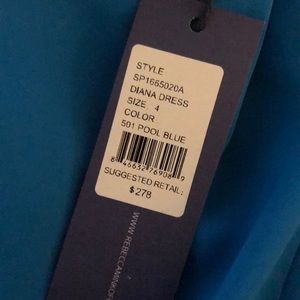 STYLE
SP1665020A
DIANA DRESS
SIZE 4
COLOR
501 POOL BLUE
SUGGESTED RETAIL:
$278